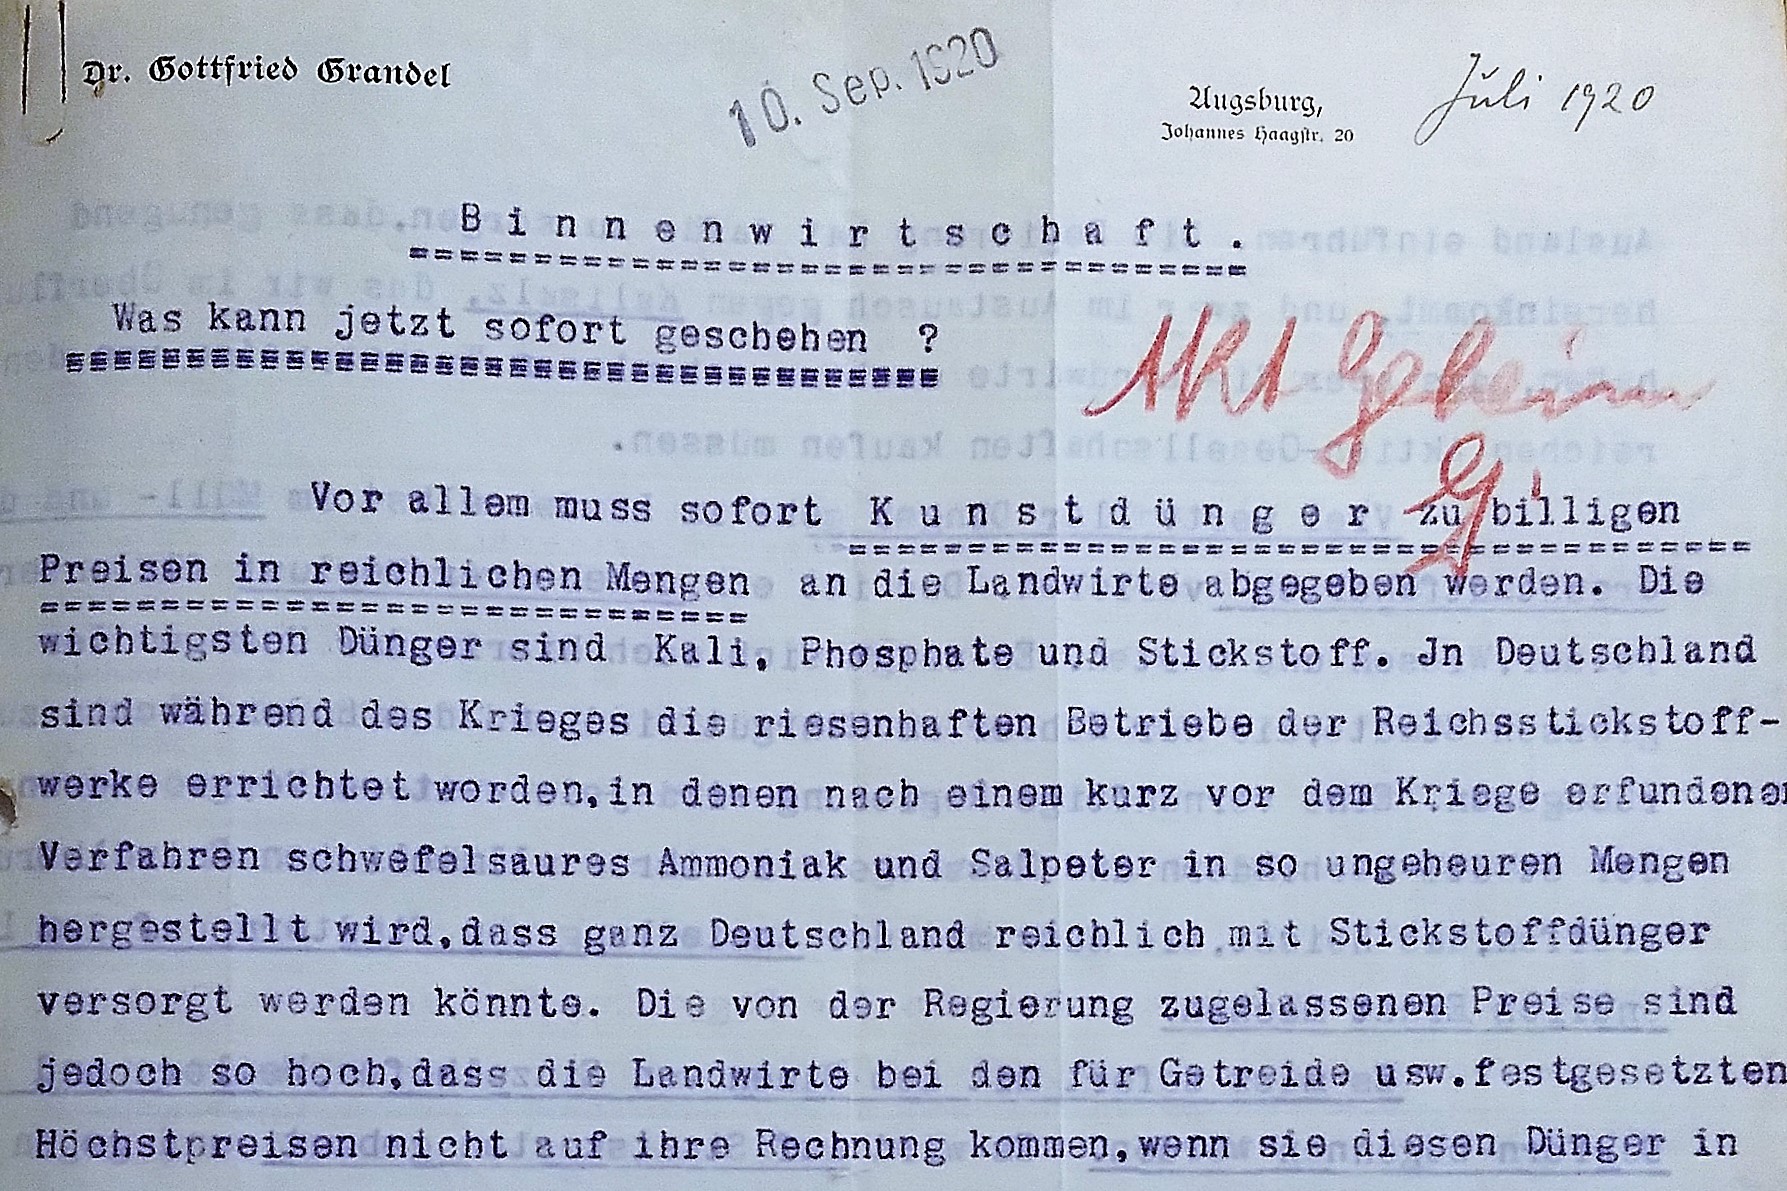 Dr. Gottfried Grandel
10. Sep. 1920
Augsburg,
Johannes Haagstr. 20
Juli 1920
Binnenwirtschaft.
Was kann jetzt sofort geschehen ?
Akt Geheim
G
Vor allem muss sofort Kunstdünger zu billigen
Preisen in reichlichen Mengen an die Landwirte abgegeben werden. Die
wichtigsten Dünger sind Kali, Phosphate und Stickstoff. Jn Deutschland
sind während des Krieges die riesenhaften Betriebe der Reichsstickstoff-
werke errichtet worden,in denen nach einem kurz vor dem Kriege erfundenen
Verfahren schwefelsaures Ammoniak und Salpeter in so ungeheuren Mengen
hergestellt wird,dass ganz Deutschland reichlich mit Stickstoffdünger
versorgt werden könnte. Die von der Regierung zugelassenen Preise sind
jedoch so hoch,dass die Landwirte bei den für Getreide usw.festgesetzten
Höchstpreisen nicht auf ihre Rechnung kommen,wenn sie diesen Dünger in